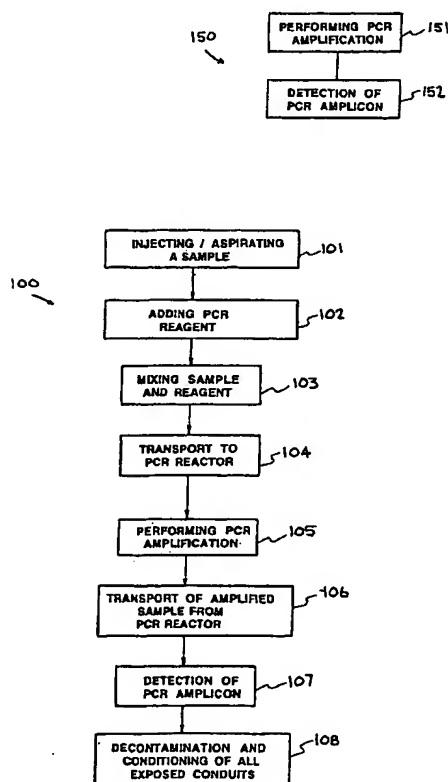 150
PERFORMING PCR
AMPLIFICATION
151
DETECTION OF
PCR AMPLICON
152
100
INJECTING / ASPIRATING
A SAMPLE
101
ADDING PCR
REAGENT
102
MIXING SAMPLE
AND REAGENT
103
TRANSPORT TO
PCR REACTOR
104
PERFORMING PCR
AMPLIFICATION
105
TRANSPORT OF AMPLIFIED
SAMPLE FROM
PCR REACTOR
106
DETECTION OF
PCR AMPLICON
107
DECONTAMINATION AND
CONDITIONING OF ALL
EXPOSED CONDUITS
108